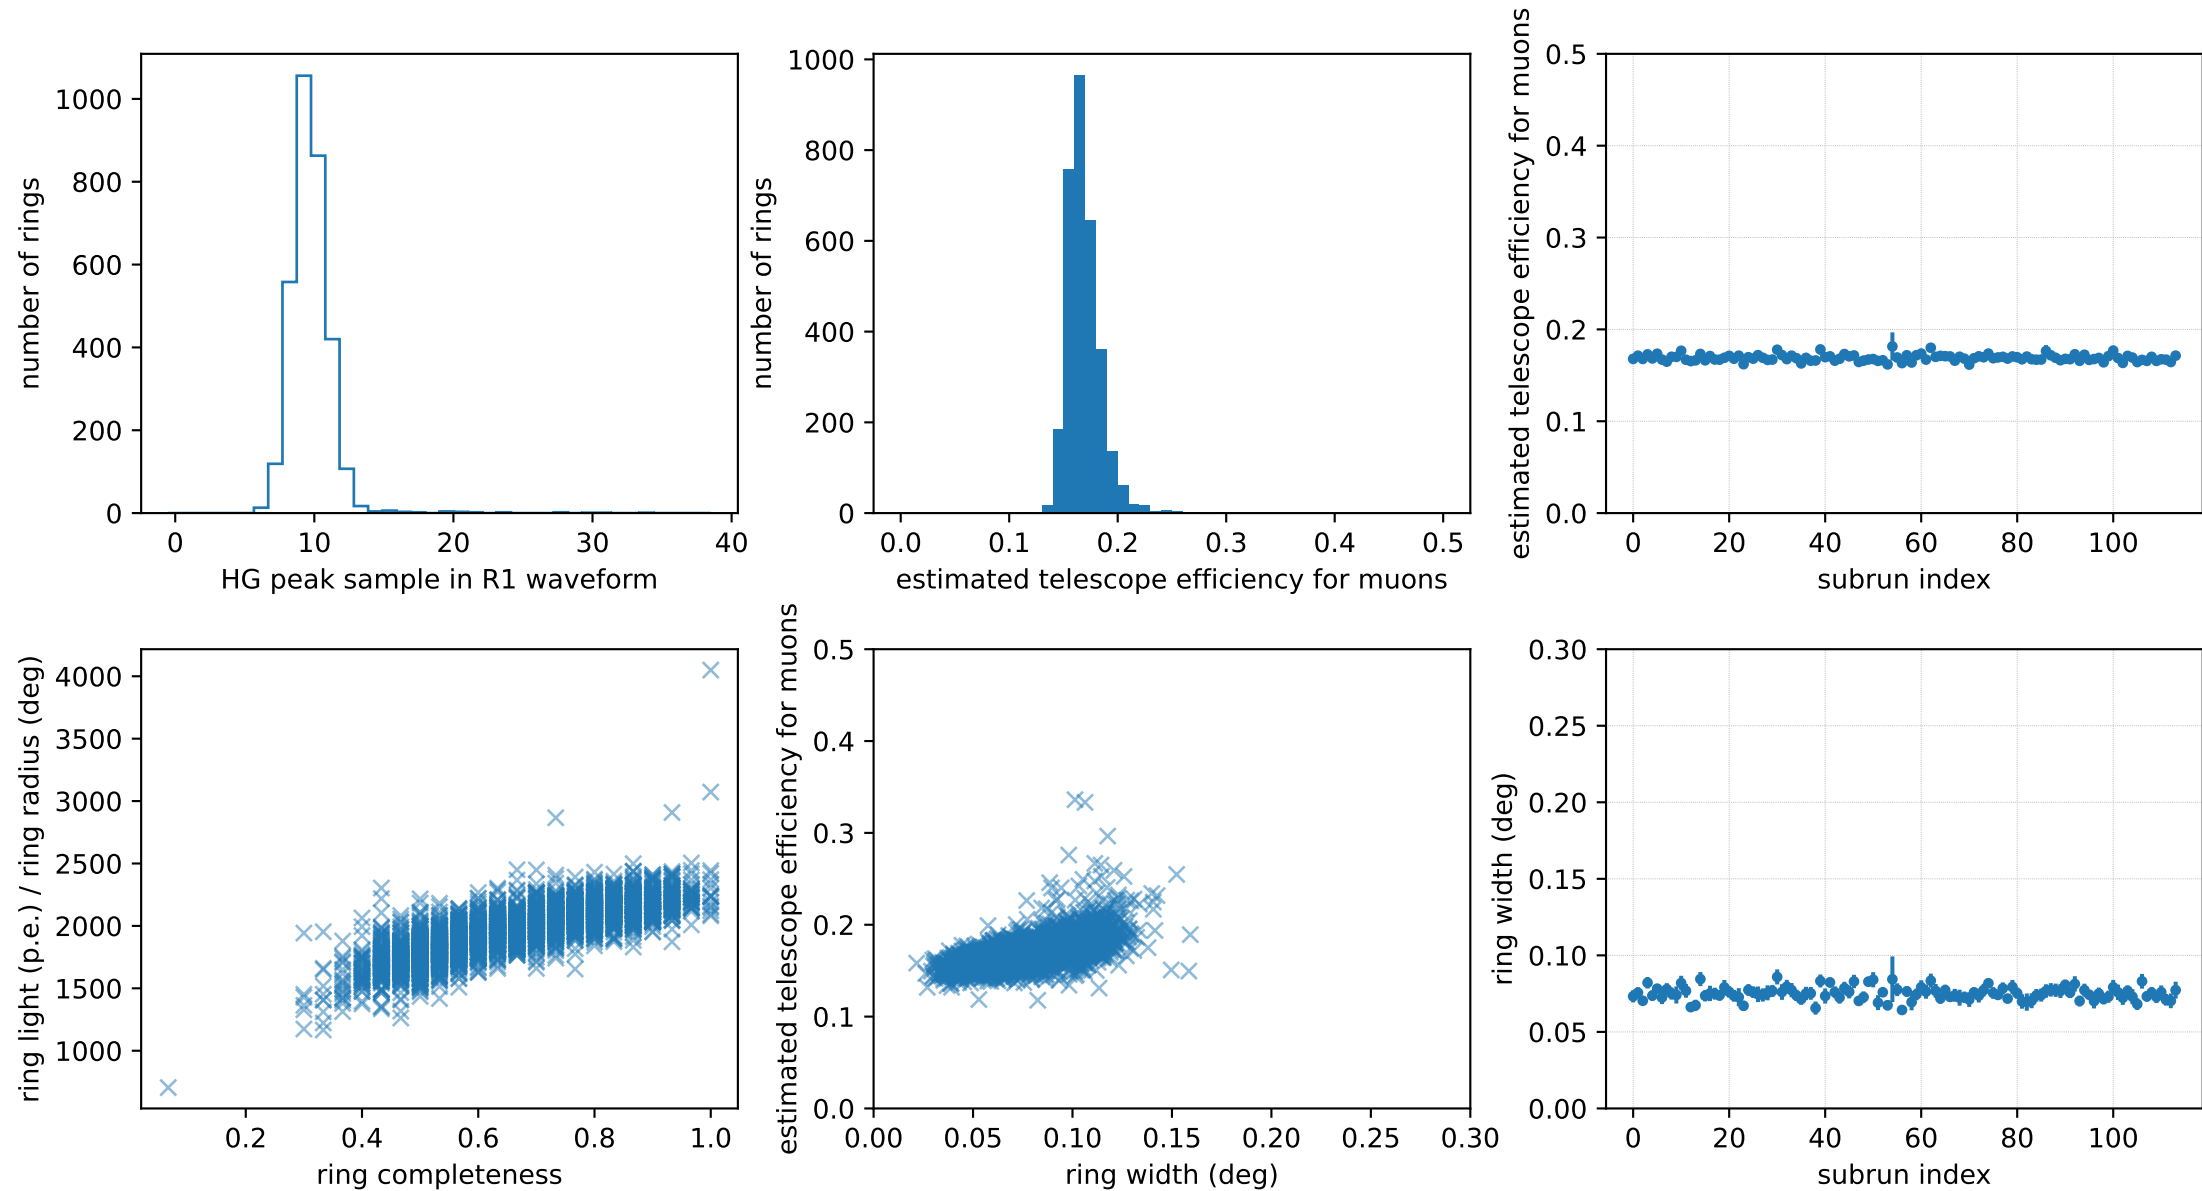 number of rings
1000
800
600
400
200
0
0 10 20 30 40
HG peak sample in R1 waveform
number of rings
1000
800
600
400
200
0
0.0 0.1 0.2 0.3 0.4 0.5
estimated telescope efficiency for muons
estimated telescope efficiency for muons
0.5
0.4
0.3
0.2
0.1
0.0
0 20 40 60 80 100
subrun index
ring light (p.e.) / ring radius (deg)
4000
3500
3000
2500
2000
1500
1000
0.2 0.4 0.6 0.8 1.0
ring completeness
estimated telescope efficiency for muons
0.5
0.4
0.3
0.2
0.1
0.0
0.00 0.05 0.10 0.15 0.20 0.25 0.30
ring width (deg)
ring width (deg)
0.30
0.25
0.20
0.15
0.10
0.05
0.00
0 20 40 60 80 100
subrun index